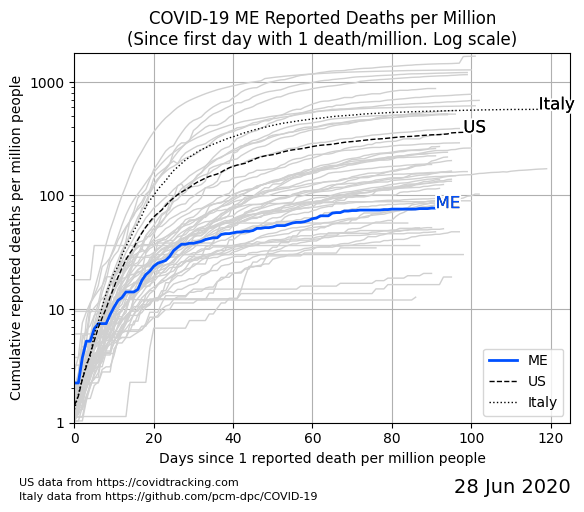 COVID-19 ME Reported Deaths per Million
(Since first day with 1 death/million. Log scale)
Cumulative reported deaths per million people
1000
100
10
1
Italy
US
ME
ME
US
Italy
0 20 40 60 80 100 120
Days since 1 reported death per million people
US data from https://covidtracking.com
Italy data from https://github.com/pcm-dpc/COVID-19
28 Jun 2020